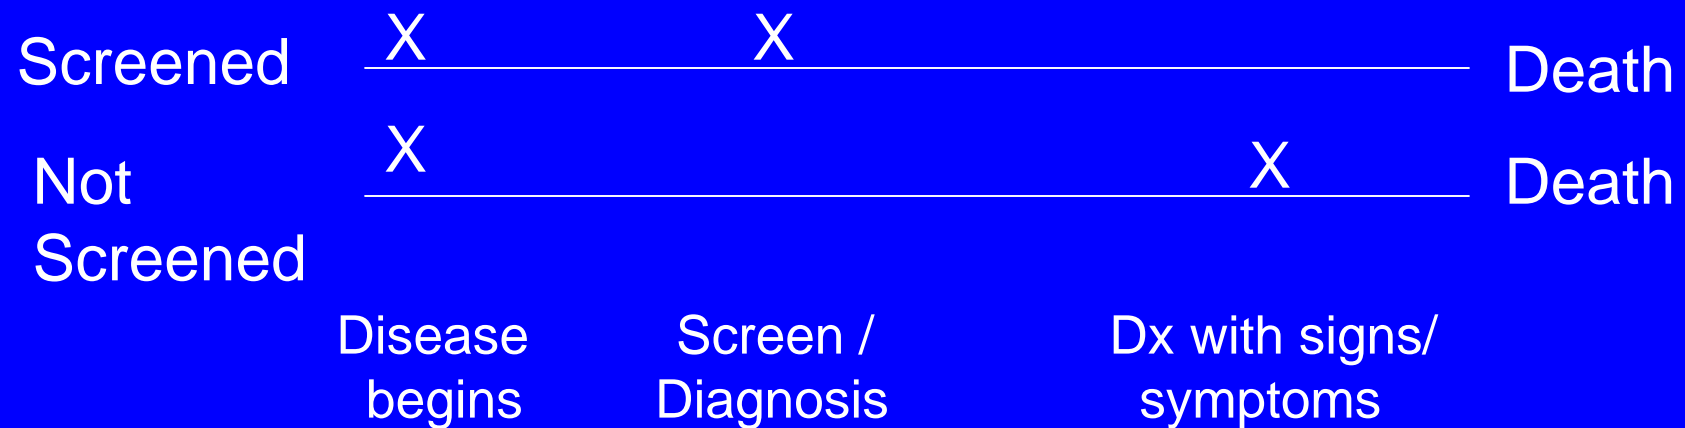 Screened X X Death
Not X X Death
Screened
Disease Screen / Dx with signs/
begins Diagnosis symptoms